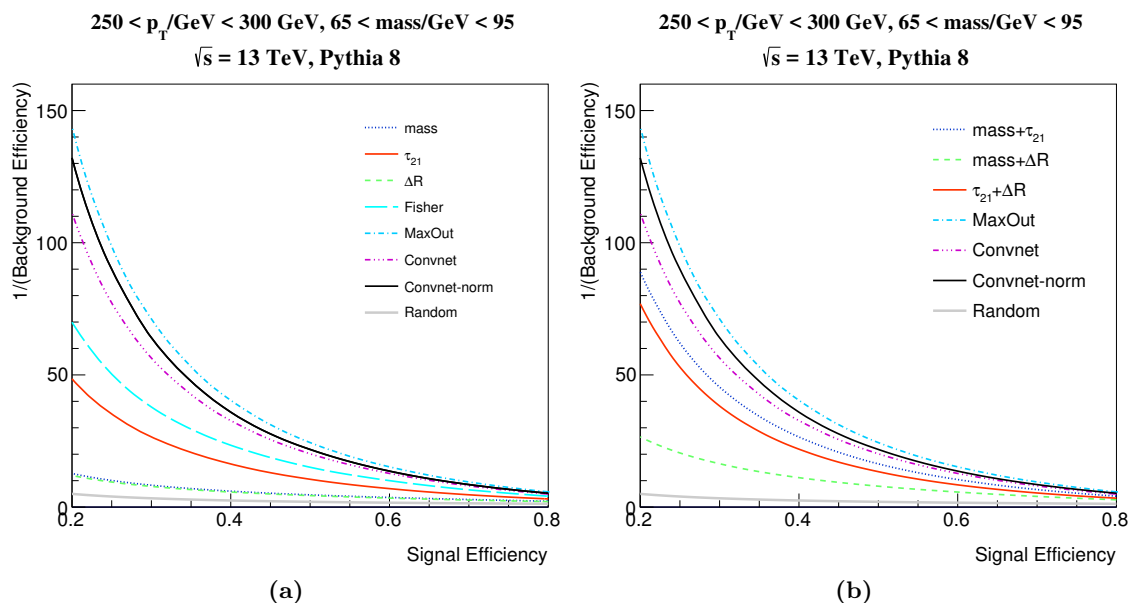 250 < p_T/GeV < 300 GeV, 65 < mass/GeV < 95
√s = 13 TeV, Pythia 8
1/(Background Efficiency)
150
100
50
0
mass
τ_21
ΔR
Fisher
MaxOut
Convnet
Convnet-norm
Random
0.2
0.4
0.6
0.8
Signal Efficiency
(a)
250 < p_T/GeV < 300 GeV, 65 < mass/GeV < 95
√s = 13 TeV, Pythia 8
1/(Background Efficiency)
150
100
50
0
mass+τ_21
mass+ΔR
τ_21+ΔR
MaxOut
Convnet
Convnet-norm
Random
0.2
0.4
0.6
0.8
Signal Efficiency
(b)